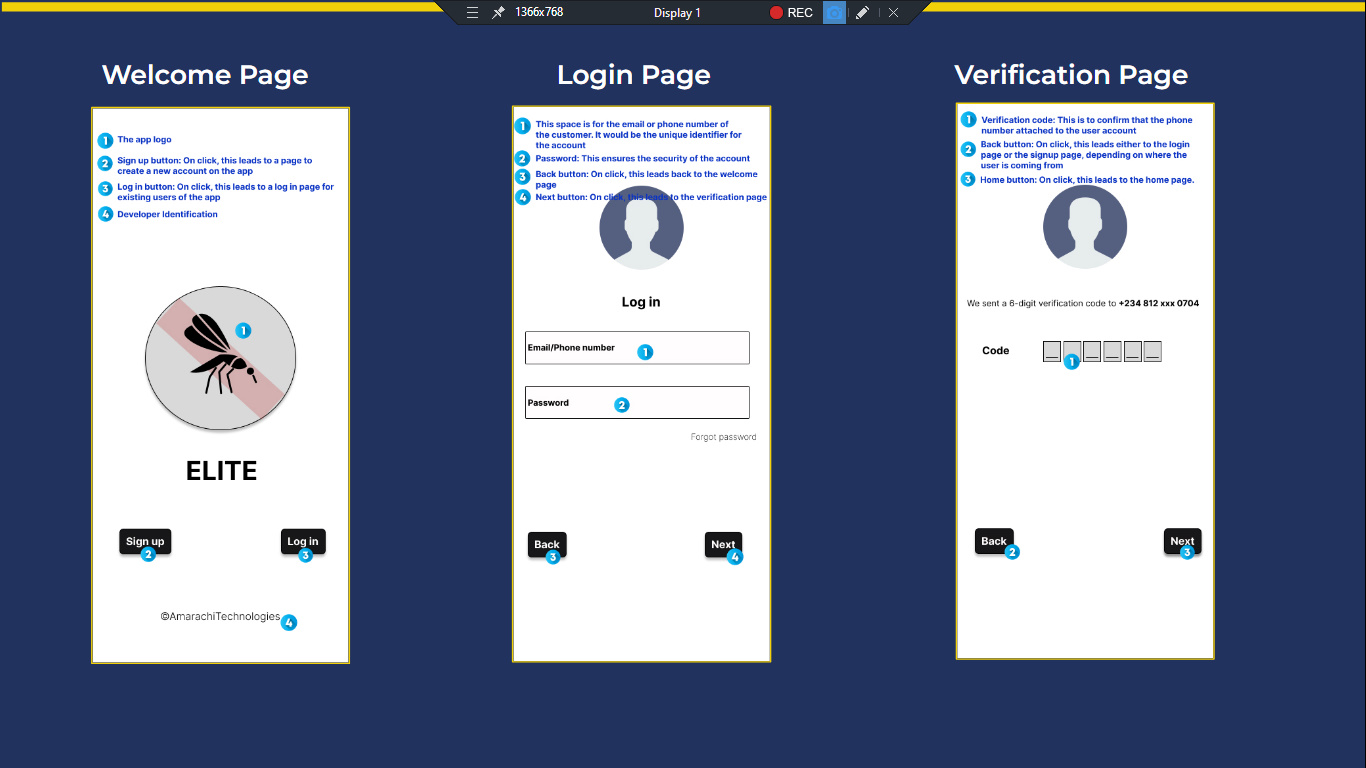 1366x768
Display 1
REC
Welcome Page
1 The app logo
2 Sign up button: On click, this leads to a page to
create a new account on the app
3 Log in button: On click, this leads to a log in page for
existing users of the app
4 Developer Identification
1
ELITE
Sign up
2
Log in
3
©AmarachiTechnologies
4
Login Page
1 This space is for the email or phone number of
the customer. It would be the unique identifier for
the account
2 Password: This ensures the security of the account
3 Back button: On click, this leads back to the welcome
page
4 Next button: On click, this leads to the verification page
Log in
Email/Phone number
1
Password
2
Forgot password
Back
3
Next
4
Verification Page
1 Verification code: This is to confirm that the phone
number attached to the user account
2 Back button: On click, this leads either to the login
page or the signup page, depending on where the
user is coming from
3 Home button: On click, this leads to the home page.
We sent a 6-digit verification code to +234 812 xxx 0704
Code
1
Back
2
Next
3